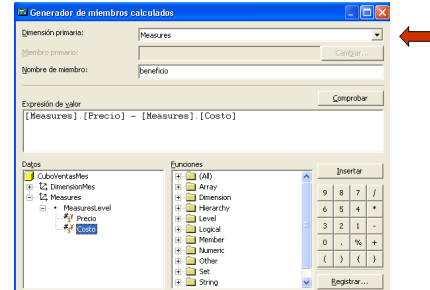 Generador de miembros calculados
Dimensión primaria: Measures
Miembro primario: Cambiar...
Nombre de miembro: beneficio
Comprobar
Expresión de valor
[Measures].[Precio] - [Measures].[Costo]
Datos
CuboVentasMes
DimensionMes
Measures
MeasuresLevel
Precio
Costo
Funciones
(All)
Array
Dimension
Hierarchy
Level
Logical
Member
Numeric
Other
Set
String
Insertar
9 8 7 /
6 5 4 *
3 2 1 -
0 . % +
( ) { }
Registrar...